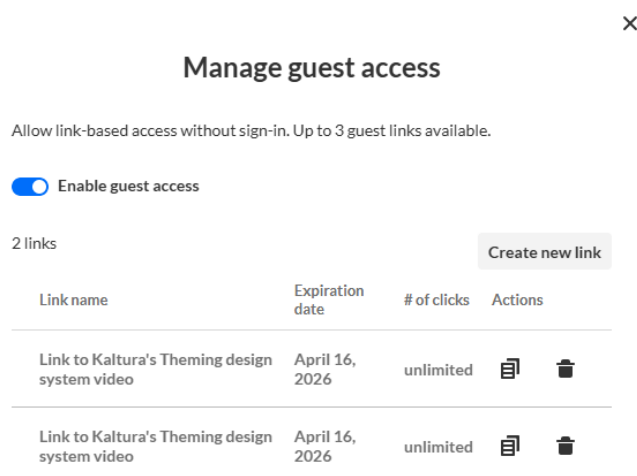 Manage guest access
Allow link-based access without sign-in. Up to 3 guest links available.
Enable guest access
2 links
Create new link
Link name
Expiration
date
# of clicks
Actions
Link to Kaltura's Theming design
system video
April 16,
2026
unlimited
Link to Kaltura's Theming design
system video
April 16,
2026
unlimited